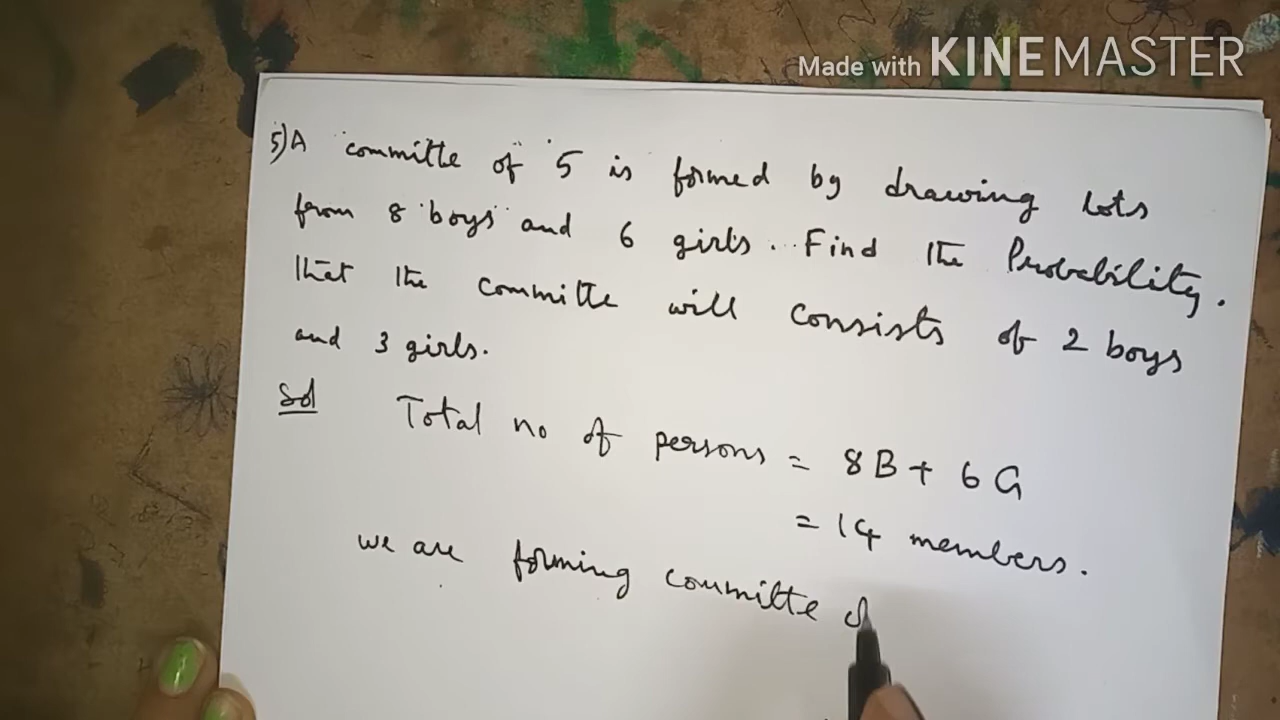 Made with KINEMASTER
5) A committe of 5 is formed by drawing lots
from 8 boys and 6 girls. Find the Probability.
that the committe will consists of 2 boys
and 3 girls.
Sol Total no of persons = 8B + 6G
= 14 members.
we are forming committe